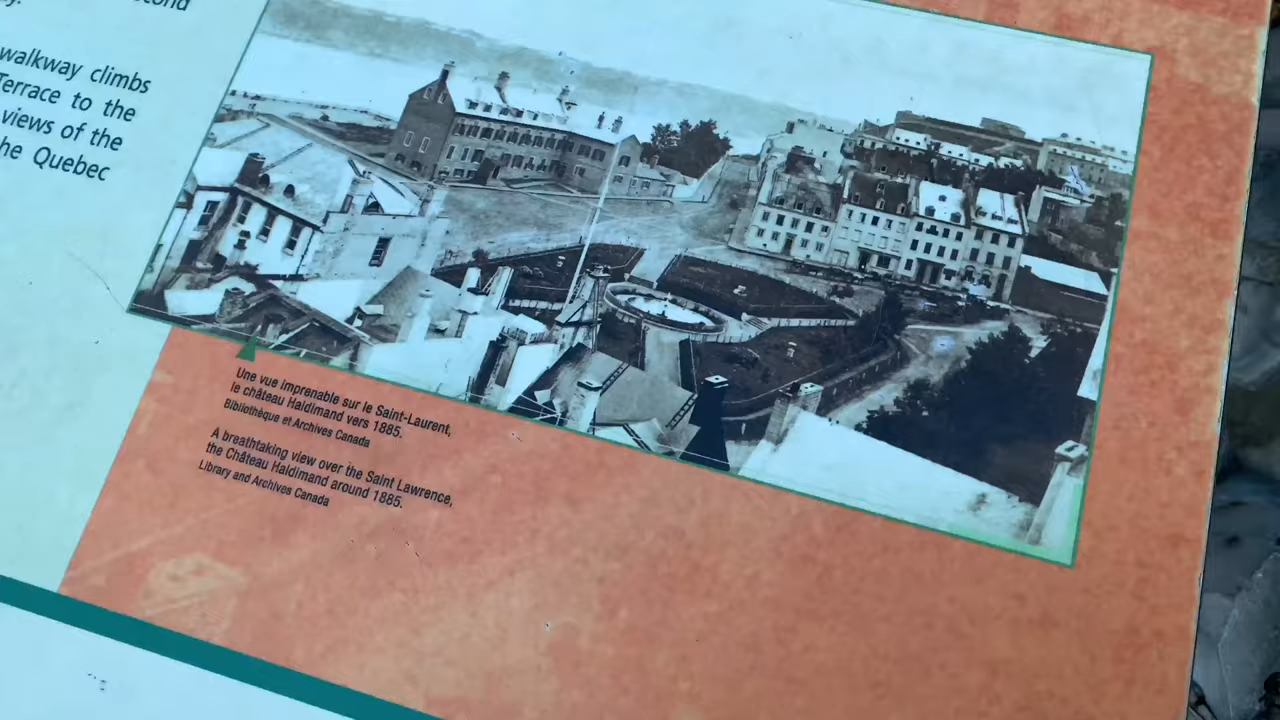 walkway climbs
Terrace to the
views of the
he Quebec
Une vue imprenable sur le Saint-Laurent,
le château Haldimand vers 1885.
Bibliothèque et Archives Canada
A breathtaking view over the Saint Lawrence,
the Château Haldimand around 1885.
Library and Archives Canada